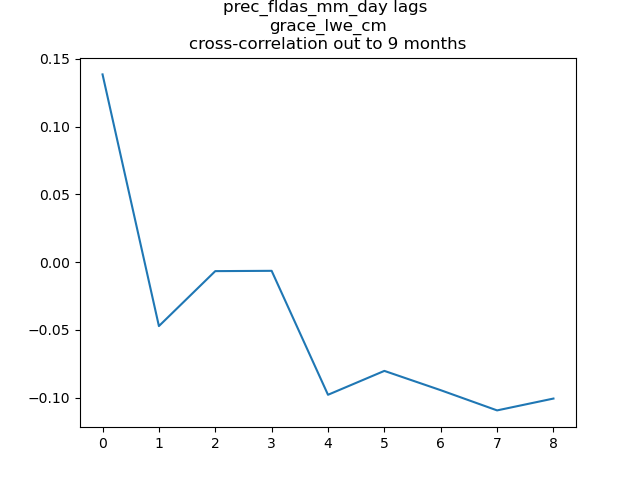 prec_fldas_mm_day lags
grace_lwe_cm
cross-correlation out to 9 months
0.15
0.10
0.05
0.00
−0.05
−0.10
0 1 2 3 4 5 6 7 8